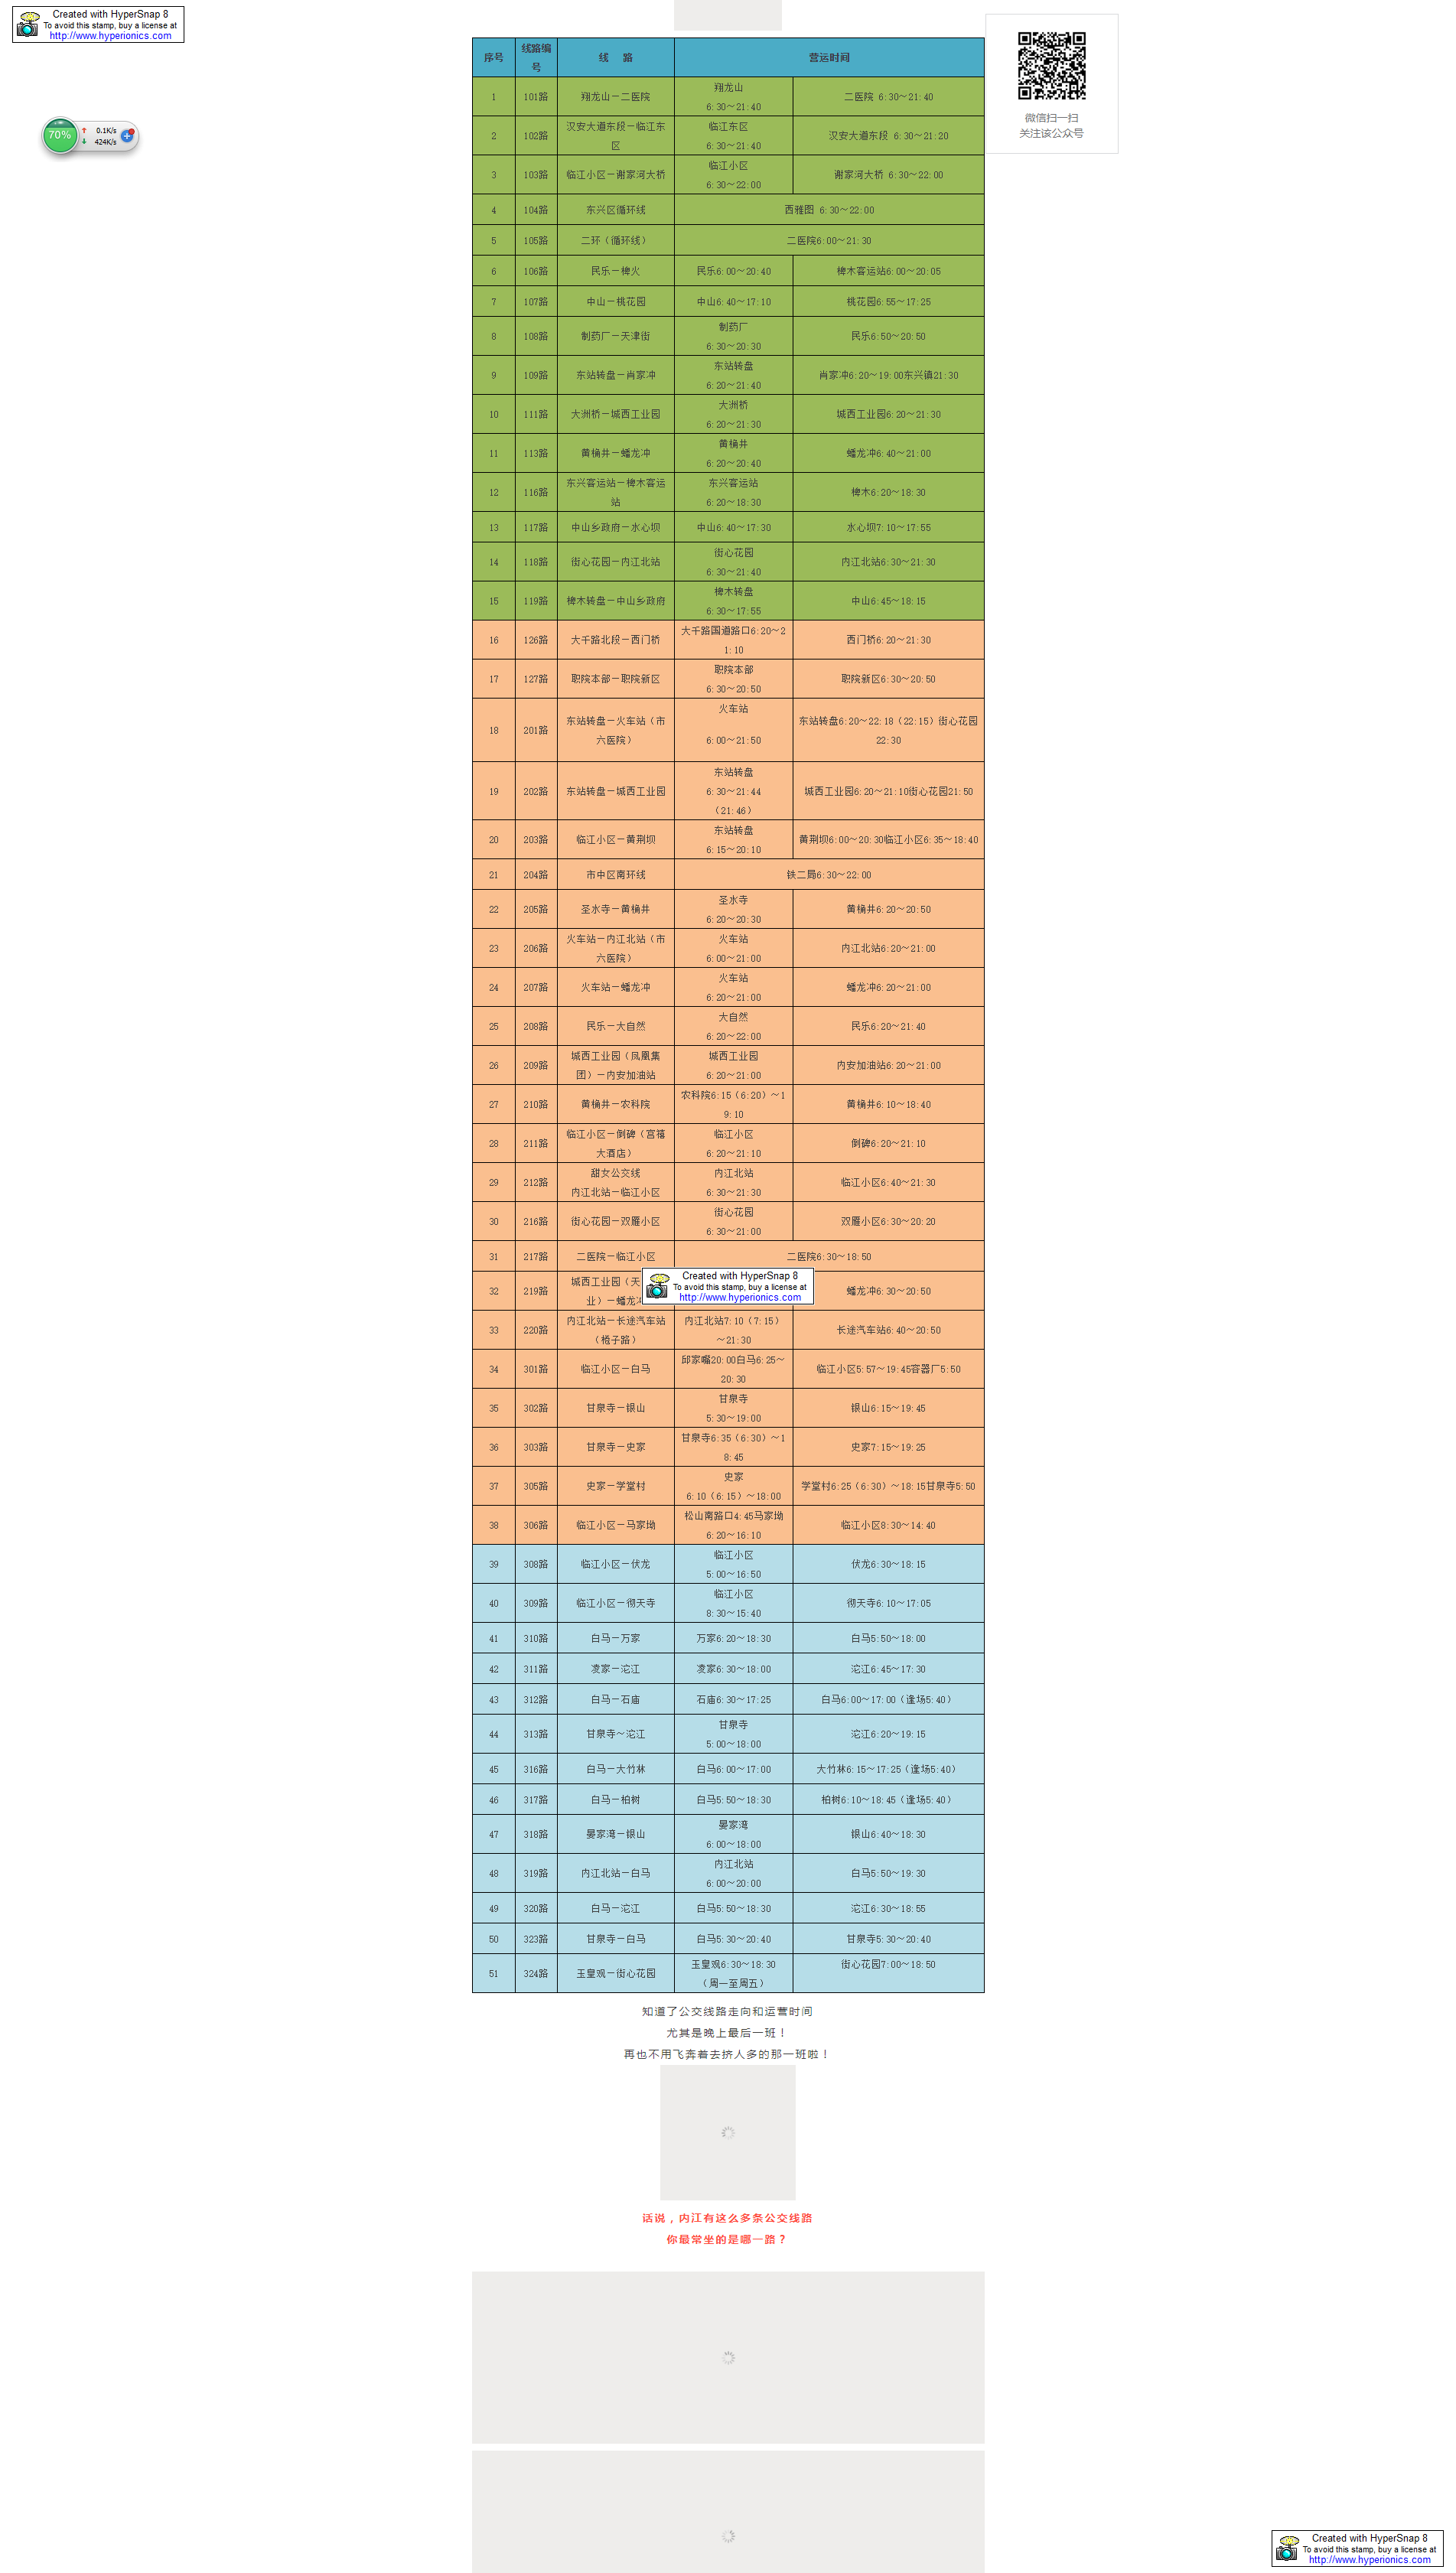 Created with HyperSnap 8
To avoid this stamp, buy a license at
http://www.hyperionics.com
70%
0.1K/s
424K/s
微信扫一扫
关注该公众号
序号 线路编号 线 路 营运时间
1 101路 翔龙山—二医院 翔龙山 6:30~21:40 二医院 6:30~21:40
2 102路 汉安大道东段—临江东区 临江东区 6:30~21:40 汉安大道东段 6:30~21:20
3 103路 临江小区—谢家河大桥 临江小区 6:30~22:00 谢家河大桥 6:30~22:00
4 104路 东兴区循环线 西雅图 6:30~22:00
5 105路 二环（循环线） 二医院6:00~21:30
6 106路 民乐—椑火 民乐6:00~20:40 椑木客运站6:00~20:05
7 107路 中山—桃花园 中山6:40~17:10 桃花园6:55~17:25
8 108路 制药厂—天津街 制药厂 6:30~20:30 民乐6:50~20:50
9 109路 东站转盘—肖家冲 东站转盘 6:20~21:40 肖家冲6:20~19:00东兴镇21:30
10 111路 大洲桥—城西工业园 大洲桥 6:20~21:30 城西工业园6:20~21:30
11 113路 黄桷井—蟠龙冲 黄桷井 6:20~20:40 蟠龙冲6:40~21:00
12 116路 东兴客运站—椑木客运站 东兴客运站 6:20~18:30 椑木6:20~18:30
13 117路 中山乡政府—水心坝 中山6:40~17:30 水心坝7:10~17:55
14 118路 街心花园—内江北站 街心花园 6:30~21:40 内江北站6:30~21:30
15 119路 椑木转盘—中山乡政府 椑木转盘 6:30~17:55 中山6:45~18:15
16 126路 大千路北段—西门桥 大千路国道路口6:20~21:10 西门桥6:20~21:30
17 127路 职院本部—职院新区 职院本部 6:30~20:50 职院新区6:30~20:50
18 201路 东站转盘—火车站（市六医院） 火车站 6:00~21:50 东站转盘6:20~22:18（22:15）街心花园22:30
19 202路 东站转盘—城西工业园 东站转盘 6:30~21:44（21:46） 城西工业园6:20~21:10街心花园21:50
20 203路 临江小区—黄荆坝 东站转盘 6:15~20:10 黄荆坝6:00~20:30临江小区6:35~18:40
21 204路 市中区南环线 铁二局6:30~22:00
22 205路 圣水寺—黄桷井 圣水寺 6:20~20:30 黄桷井6:20~20:50
23 206路 火车站—内江北站（市六医院） 火车站 6:00~21:00 内江北站6:20~21:00
24 207路 火车站—蟠龙冲 火车站 6:20~21:00 蟠龙冲6:20~21:00
25 208路 民乐—大自然 大自然 6:20~22:00 民乐6:20~21:40
26 209路 城西工业园（凤凰集团）—内安加油站 城西工业园 6:20~21:00 内安加油站6:20~21:00
27 210路 黄桷井—农科院 农科院6:15（6:20）~19:10 黄桷井6:10~18:40
28 211路 临江小区—倒碑（宫禧大酒店） 临江小区 6:20~21:10 倒碑6:20~21:10
29 212路 甜女公交线 内江北站—临江小区 内江北站 6:30~21:30 临江小区6:40~21:30
30 216路 街心花园—双雁小区 街心花园 6:30~21:00 双雁小区6:30~20:20
31 217路 二医院—临江小区 二医院6:30~18:50
32 219路 城西工业园（天 业）—蟠龙冲 蟠龙冲6:30~20:50
Created with HyperSnap 8
To avoid this stamp, buy a license at
http://www.hyperionics.com
33 220路 内江北站—长途汽车站（栳子路） 内江北站7:10（7:15）~21:30 长途汽车站6:40~20:50
34 301路 临江小区—白马 邱家嘴20:00白马6:25~20:30 临江小区5:57~19:45容器厂5:50
35 302路 甘泉寺—银山 甘泉寺 5:30~19:00 银山6:15~19:45
36 303路 甘泉寺—史家 甘泉寺6:35（6:30）~18:45 史家7:15~19:25
37 305路 史家—学堂村 史家 6:10（6:15）~18:00 学堂村6:25（6:30）~18:15甘泉寺5:50
38 306路 临江小区—马家坳 松山南路口4:45马家坳6:20~16:10 临江小区8:30~14:40
39 308路 临江小区—伏龙 临江小区 5:00~16:50 伏龙6:30~18:15
40 309路 临江小区—彻天寺 临江小区 8:30~15:40 彻天寺6:10~17:05
41 310路 白马—万家 万家6:20~18:30 白马5:50~18:00
42 311路 凌家—沱江 凌家6:30~18:00 沱江6:45~17:30
43 312路 白马—石庙 石庙6:30~17:25 白马6:00~17:00（逢场5:40）
44 313路 甘泉寺~沱江 甘泉寺 5:00~18:00 沱江6:20~19:15
45 316路 白马—大竹林 白马6:00~17:00 大竹林6:15~17:25（逢场5:40）
46 317路 白马—柏树 白马5:50~18:30 柏树6:10~18:45（逢场5:40）
47 318路 晏家湾—银山 晏家湾 6:00~18:00 银山6:40~18:30
48 319路 内江北站—白马 内江北站 6:00~20:00 白马5:50~19:30
49 320路 白马—沱江 白马5:50~18:30 沱江6:30~18:55
50 323路 甘泉寺—白马 白马5:30~20:40 甘泉寺5:30~20:40
51 324路 玉皇观—街心花园 玉皇观6:30~18:30（周一至周五） 街心花园7:00~18:50
知道了公交线路走向和运营时间
尤其是晚上最后一班！
再也不用飞奔着去挤人多的那一班啦！
话说，内江有这么多条公交线路
你最常坐的是哪一路？
Created with HyperSnap 8
To avoid this stamp, buy a license at
http://www.hyperionics.com